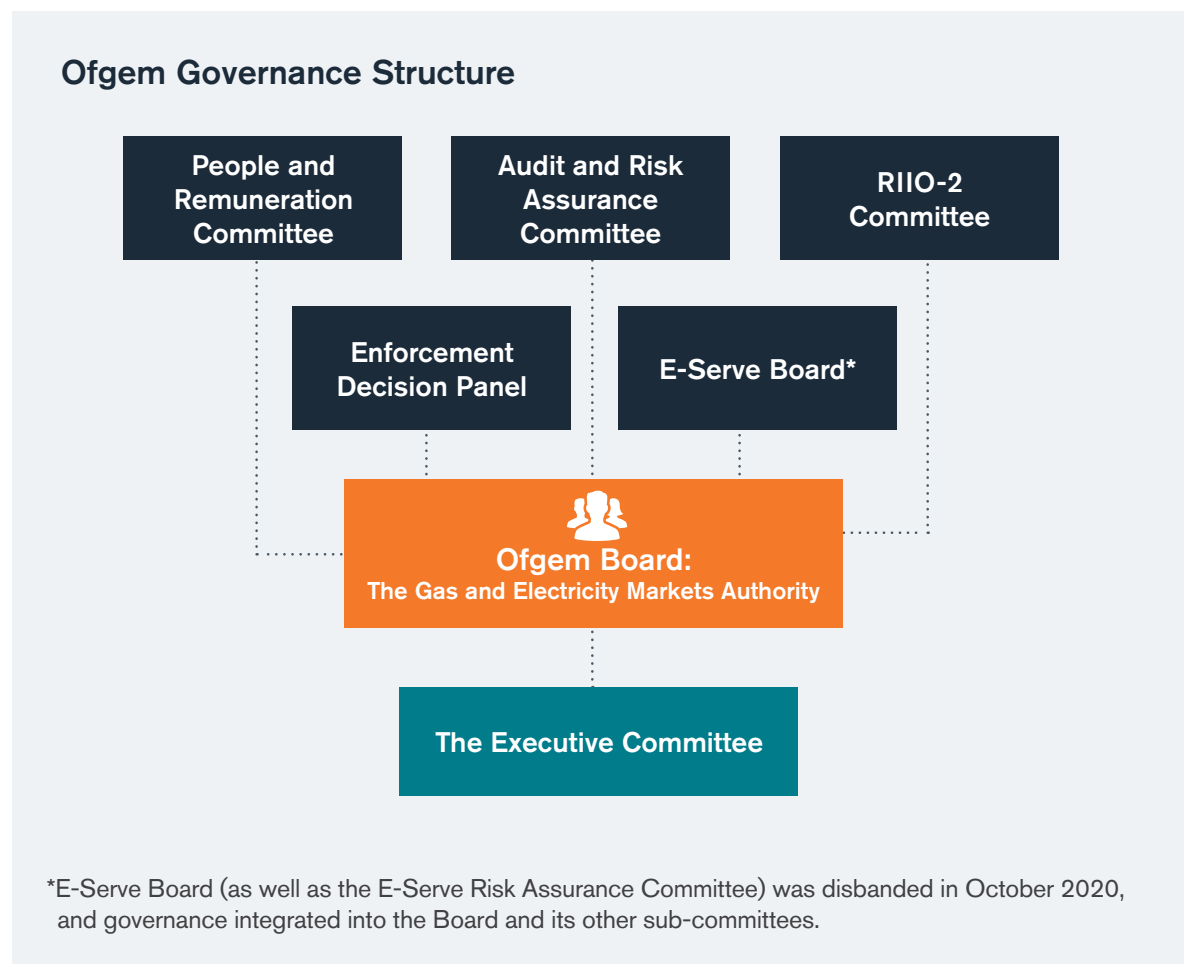 Ofgem Governance Structure
People and
Remuneration
Committee
Audit and Risk
Assurance
Committee
RIIO-2
Committee
Enforcement
Decision Panel
E-Serve Board*
Ofgem Board:
The Gas and Electricity Markets Authority
The Executive Committee
*E-Serve Board (as well as the E-Serve Risk Assurance Committee) was disbanded in October 2020,
and governance integrated into the Board and its other sub-committees.